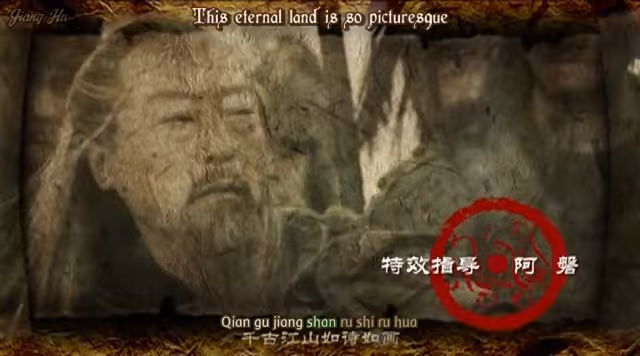 Jiang Hu
This eternal land is so picturesque
特效指导 阿 磐
Qian gu jiang shan ru shi ru hua
千古江山如诗如画